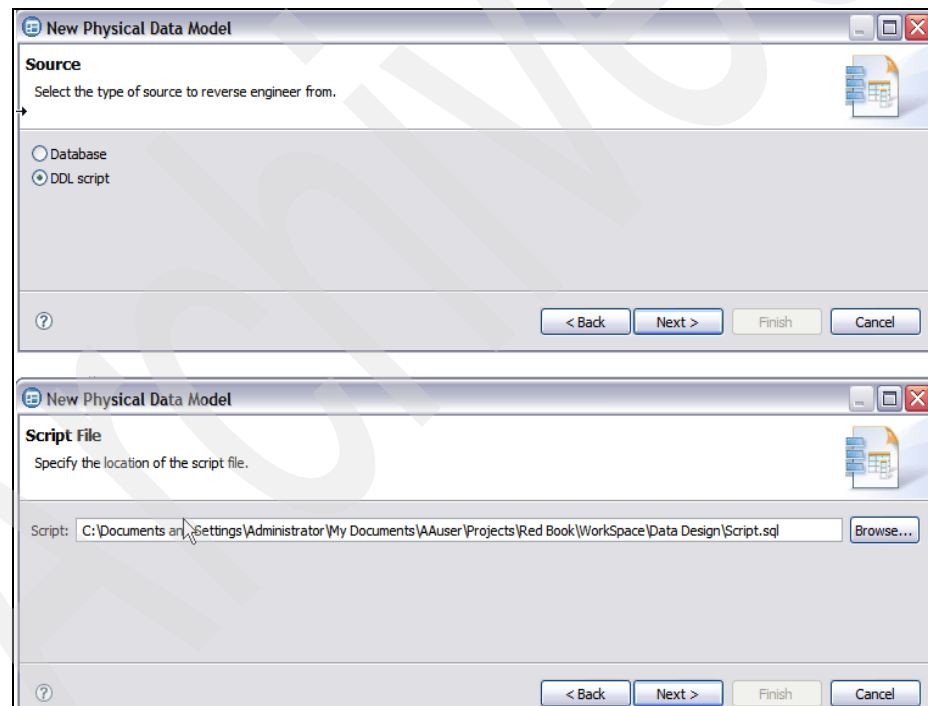 New Physical Data Model
Source
Select the type of source to reverse engineer from.
Database
DDL script
< Back Next > Finish Cancel
New Physical Data Model
Script File
Specify the location of the script file.
Script: C:\Documents and Settings\Administrator\My Documents\AAuser\Projects\Red Book\WorkSpace\Data Design\Script.sql Browse...
< Back Next > Finish Cancel